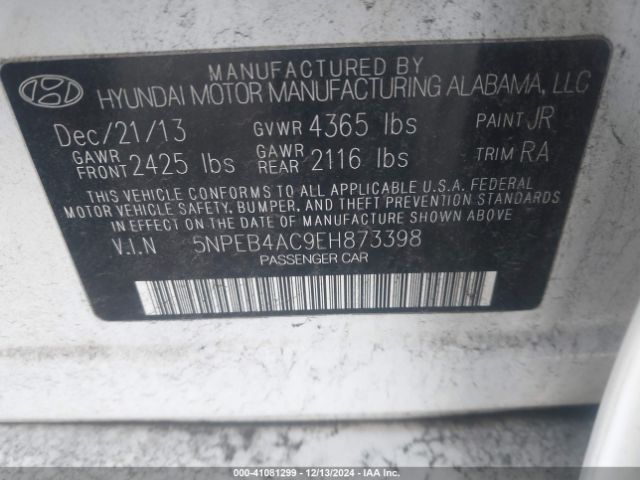 MANUFACTURED BY
HYUNDAI MOTOR MANUFACTURING ALABAMA, LLC
Dec/21/13 GVWR 4365 lbs PAINT JR
GAWR FRONT 2425 lbs GAWR REAR 2116 lbs TRIM RA
THIS VEHICLE CONFORMS TO ALL APPLICABLE U.S.A. FEDERAL
MOTOR VEHICLE SAFETY, BUMPER, AND THEFT PREVENTION STANDARDS
IN EFFECT ON THE DATE OF MANUFACTURE SHOWN ABOVE.
V.I.N 5NPEB4AC9EH873398
PASSENGER CAR
000-41081299 | 12/13/2024 | IAA Inc.